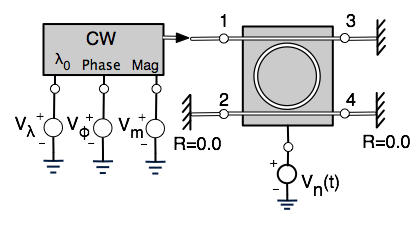 CW
λ0 Phase Mag
1
3
2
4
Vλ
+
-
Vϕ
+
-
Vm
+
-
R=0.0
R=0.0
+
-
Vn(t)